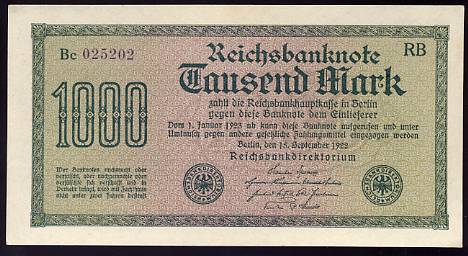 Bc 025202
Reichsbanknote
RB
Tausend Mark
1000
zahlt die Reichsbankhauptkasse in Berlin
gegen diese Banknote dem Einlieferer
Vom 1. Januar 1923 ab kann diese Banknote aufgerufen und unter
Umtausch gegen andere gesetzliche Zahlungsmittel eingezogen werden
Berlin, den 15. September 1922
Reichsbankdirektorium
Wer Banknoten nachmacht oder
verfälscht, oder nachgemachte oder
verfälschte sich verschafft und in
Verkehr bringt, wird mit Zuchthaus
nicht unter zwei Jahren bestraft